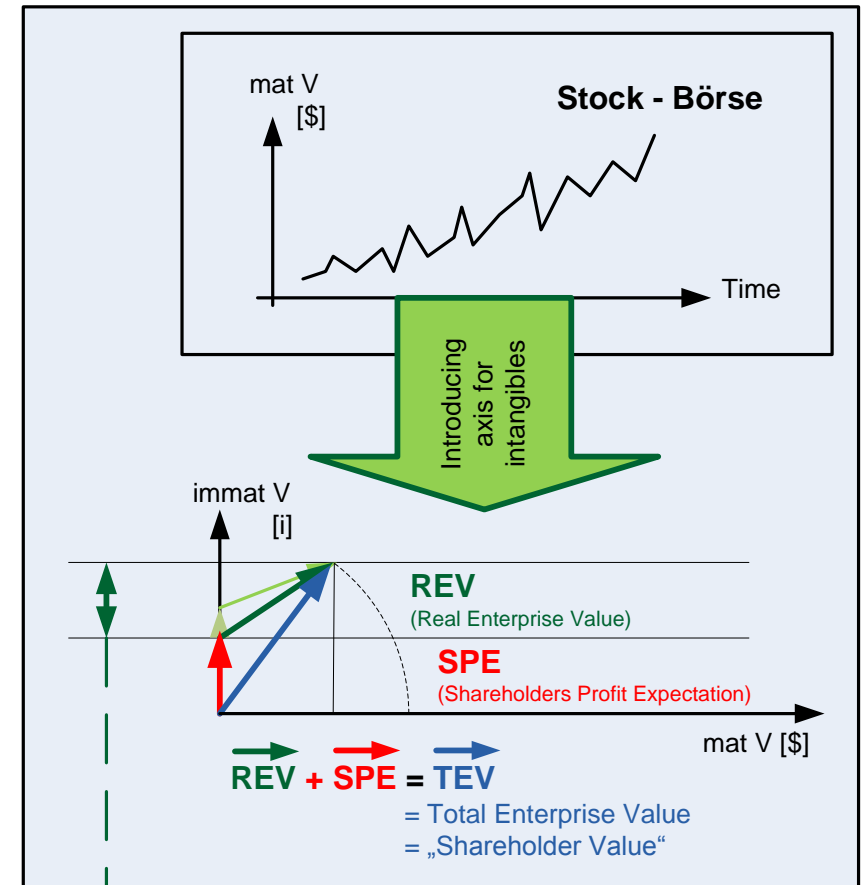 mat V
[$]
Stock - Börse
Time
Introducing
axis for
intangibles
immat V
[i]
REV
(Real Enterprise Value)
SPE
(Shareholders Profit Expectation)
mat V [$]
REV + SPE = TEV
= Total Enterprise Value
= „Shareholder Value“